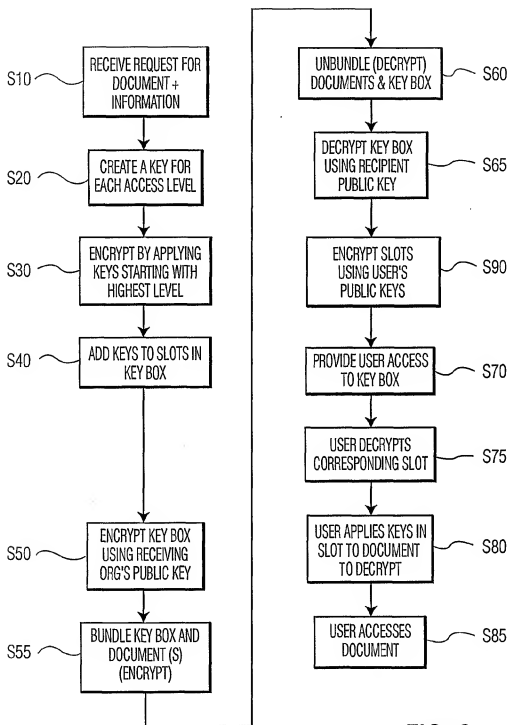 S10
RECEIVE REQUEST FOR
DOCUMENT +
INFORMATION
S20
CREATE A KEY FOR
EACH ACCESS LEVEL
S30
ENCRYPT BY APPLYING
KEYS STARTING WITH
HIGHEST LEVEL
S40
ADD KEYS TO SLOTS IN
KEY BOX
S50
ENCRYPT KEY BOX
USING RECEIVING
ORG'S PUBLIC KEY
S55
BUNDLE KEY BOX AND
DOCUMENT (S)
(ENCRYPT)
UNBUNDLE (DECRYPT)
DOCUMENTS & KEY BOX
S60
DECRYPT KEY BOX
USING RECIPIENT
PUBLIC KEY
S65
ENCRYPT SLOTS
USING USER'S
PUBLIC KEYS
S90
PROVIDE USER ACCESS
TO KEY BOX
S70
USER DECRYPTS
CORRESPONDING SLOT
S75
USER APPLIES KEYS IN
SLOT TO DOCUMENT
TO DECRYPT
S80
USER ACCESSES
DOCUMENT
S85